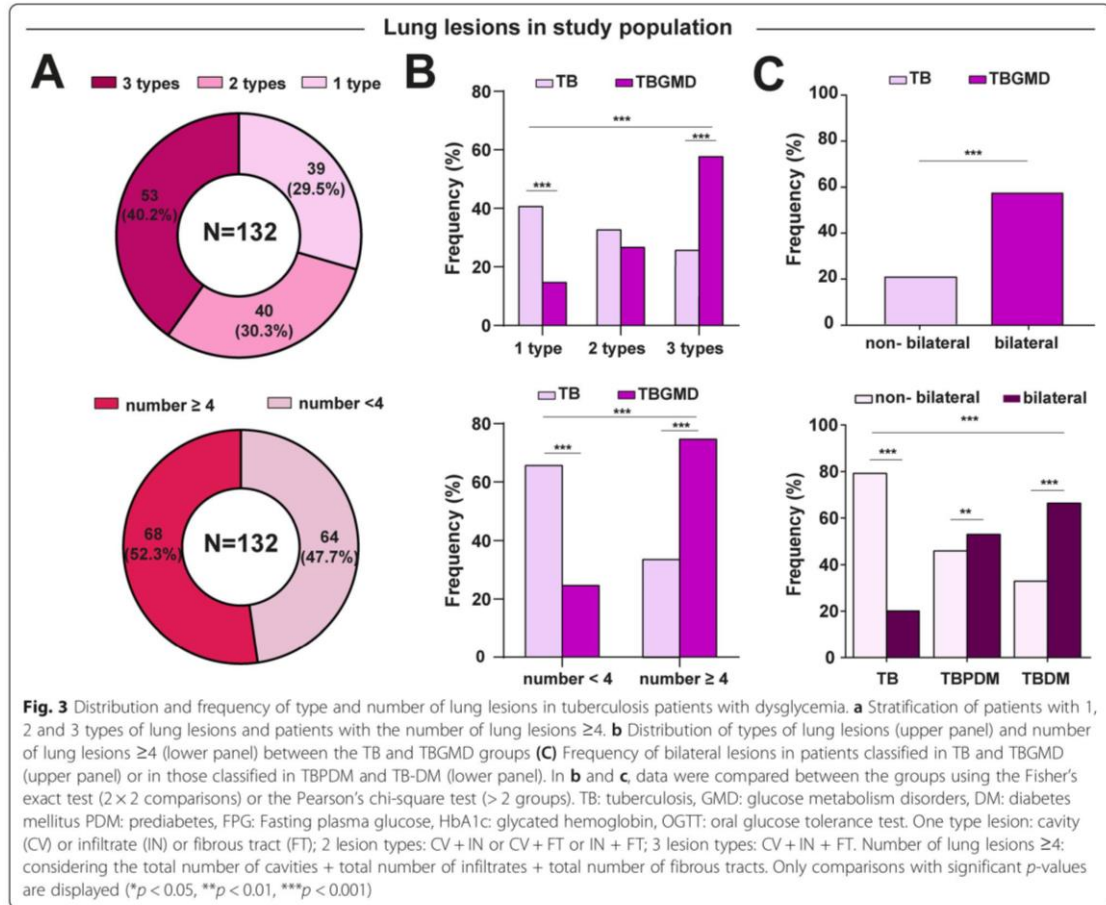 Lung lesions in study population
A
3 types 2 types 1 type
39
(29.5%)
53
(40.2%)
N=132
40
(30.3%)
number ≥ 4 number <4
68
(52.3%)
N=132
64
(47.7%)
B
TB TBGMD
Frequency (%)
80
60
40
20
0
***
***
***
1 type 2 types 3 types
TB TBGMD
Frequency (%)
80
60
40
20
0
***
***
***
number < 4 number ≥ 4
C
TB TBGMD
Frequency (%)
100
80
60
40
20
0
***
non- bilateral bilateral
non- bilateral bilateral
Frequency (%)
100
80
60
40
20
0
***
***
**
***
TB TBPDM TBDM
Fig. 3 Distribution and frequency of type and number of lung lesions in tuberculosis patients with dysglycemia. a Stratification of patients with 1,
2 and 3 types of lung lesions and patients with the number of lung lesions ≥4. b Distribution of types of lung lesions (upper panel) and number
of lung lesions ≥4 (lower panel) between the TB and TBGMD groups (C) Frequency of bilateral lesions in patients classified in TB and TBGMD
(upper panel) or in those classified in TBPDM and TB-DM (lower panel). In b and c, data were compared between the groups using the Fisher's
exact test (2 × 2 comparisons) or the Pearson's chi-square test (> 2 groups). TB: tuberculosis, GMD: glucose metabolism disorders, DM: diabetes
mellitus PDM: prediabetes, FPG: Fasting plasma glucose, HbA1c: glycated hemoglobin, OGTT: oral glucose tolerance test. One type lesion: cavity
(CV) or infiltrate (IN) or fibrous tract (FT); 2 lesion types: CV + IN or CV + FT or IN + FT; 3 lesion types: CV + IN + FT. Number of lung lesions ≥4:
considering the total number of cavities + total number of infiltrates + total number of fibrous tracts. Only comparisons with significant p-values
are displayed (*p < 0.05, **p < 0.01, ***p < 0.001)